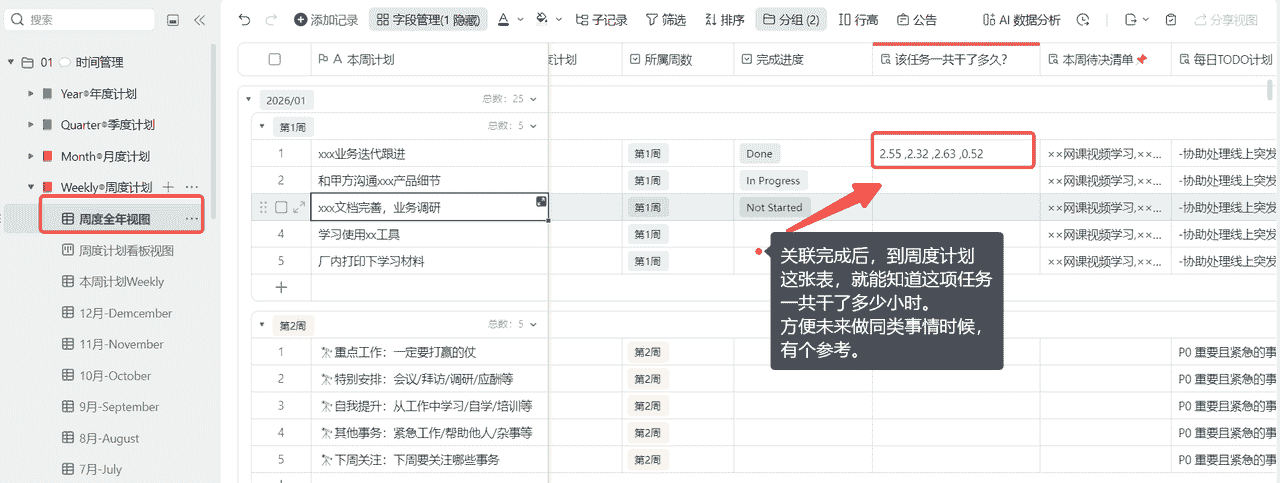 搜索
添加记录 字段管理(1 隐藏) A 子记录 筛选 排序 分组 (2) 行高 公告 AI 数据分析 分享视图
01 时间管理
Year®年度计划
Quarter®季度计划
Month®月度计划
Weekly®周度计划
周度全年视图
周度计划看板视图
本周计划Weekly
12月-Demcember
11月-November
10月-October
9月-September
8月-August
7月-July
A 本周计划 度计划 所属周数 完成进度 该任务一共干了多久? 本周待决清单📌 每日TODO计划
2026/01 总数: 25
第1周 总数: 5
1 xxx业务迭代跟进 第1周 Done 2.55 ,2.32 ,2.63 ,0.52 ××网课视频学习,××... -协助处理线上突发
2 和甲方沟通xxx产品细节 第1周 In Progress ××网课视频学习,××... -协助处理线上突发
xxx文档完善，业务调研 第1周 Not Started ××网课视频学习,××... -协助处理线上突发
4 学习使用xx工具 第1周 ××网课视频学习,××... -协助处理线上突发
5 厂内打印下学习材料 第1周 ××网课视频学习,××... -协助处理线上突发
关联完成后，到周度计划
这张表，就能知道这项任务
一共干了多少小时。
方便未来做同类事情时候，
有个参考。
第2周 总数: 5
1 🔭重点工作：一定要打赢的仗 第2周 P0 重要且紧急的事
2 🔭特别安排：会议/拜访/调研/应酬等 第2周 P0 重要且紧急的事
3 🔭自我提升：从工作中学习/自学/培训等 第2周 P0 重要且紧急的事
4 🔭其他事务：紧急工作/帮助他人/杂事等 第2周 P0 重要且紧急的事
5 🔭下周关注：下周要关注哪些事务 第2周 P0 重要且紧急的事